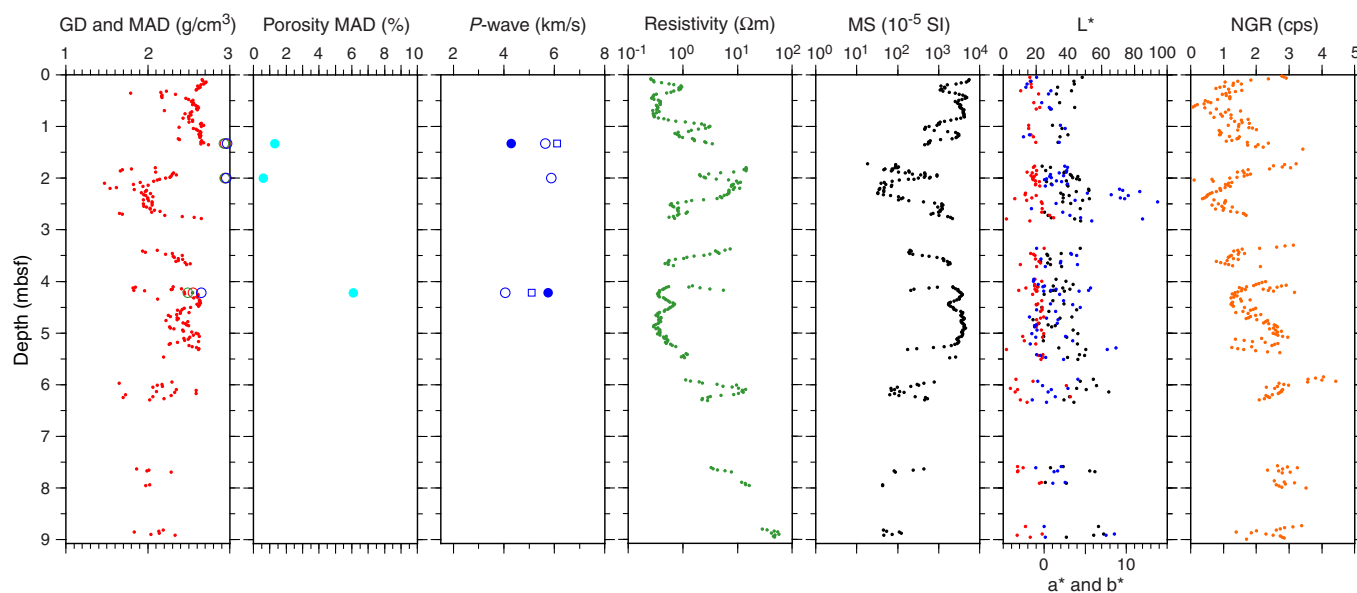 GD and MAD (g/cm³) Porosity MAD (%) P-wave (km/s) Resistivity (Ωm) MS (10⁻⁵ SI) L* NGR (cps)
1 2 3 0 2 4 6 8 10 2 4 6 8 10⁻¹ 10⁰ 10¹ 10² 10⁰ 10¹ 10² 10³ 10⁴ 0 20 40 60 80 100 0 1 2 3 4 5
0
1
2
3
4
5
6
7
8
9
Depth (mbsf)
0 10
a* and b*